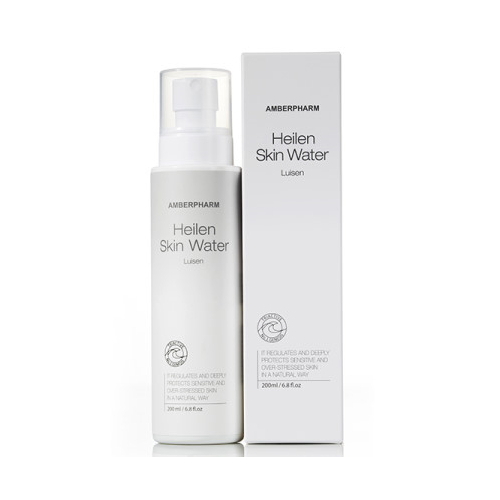 AMBERPHARM
Heilen
Skin Water
Luisen
IT REGULATES AND DEEPLY
PROTECTS SENSITIVE AND
OVER-STRESSED SKIN
IN A NATURAL WAY
200ml / 6.8 fl.oz
AMBERPHARM
Heilen
Skin Water
Luisen
IT REGULATES AND DEEPLY
PROTECTS SENSITIVE AND
OVER-STRESSED SKIN
IN A NATURAL WAY
200ml / 6.8 fl.oz